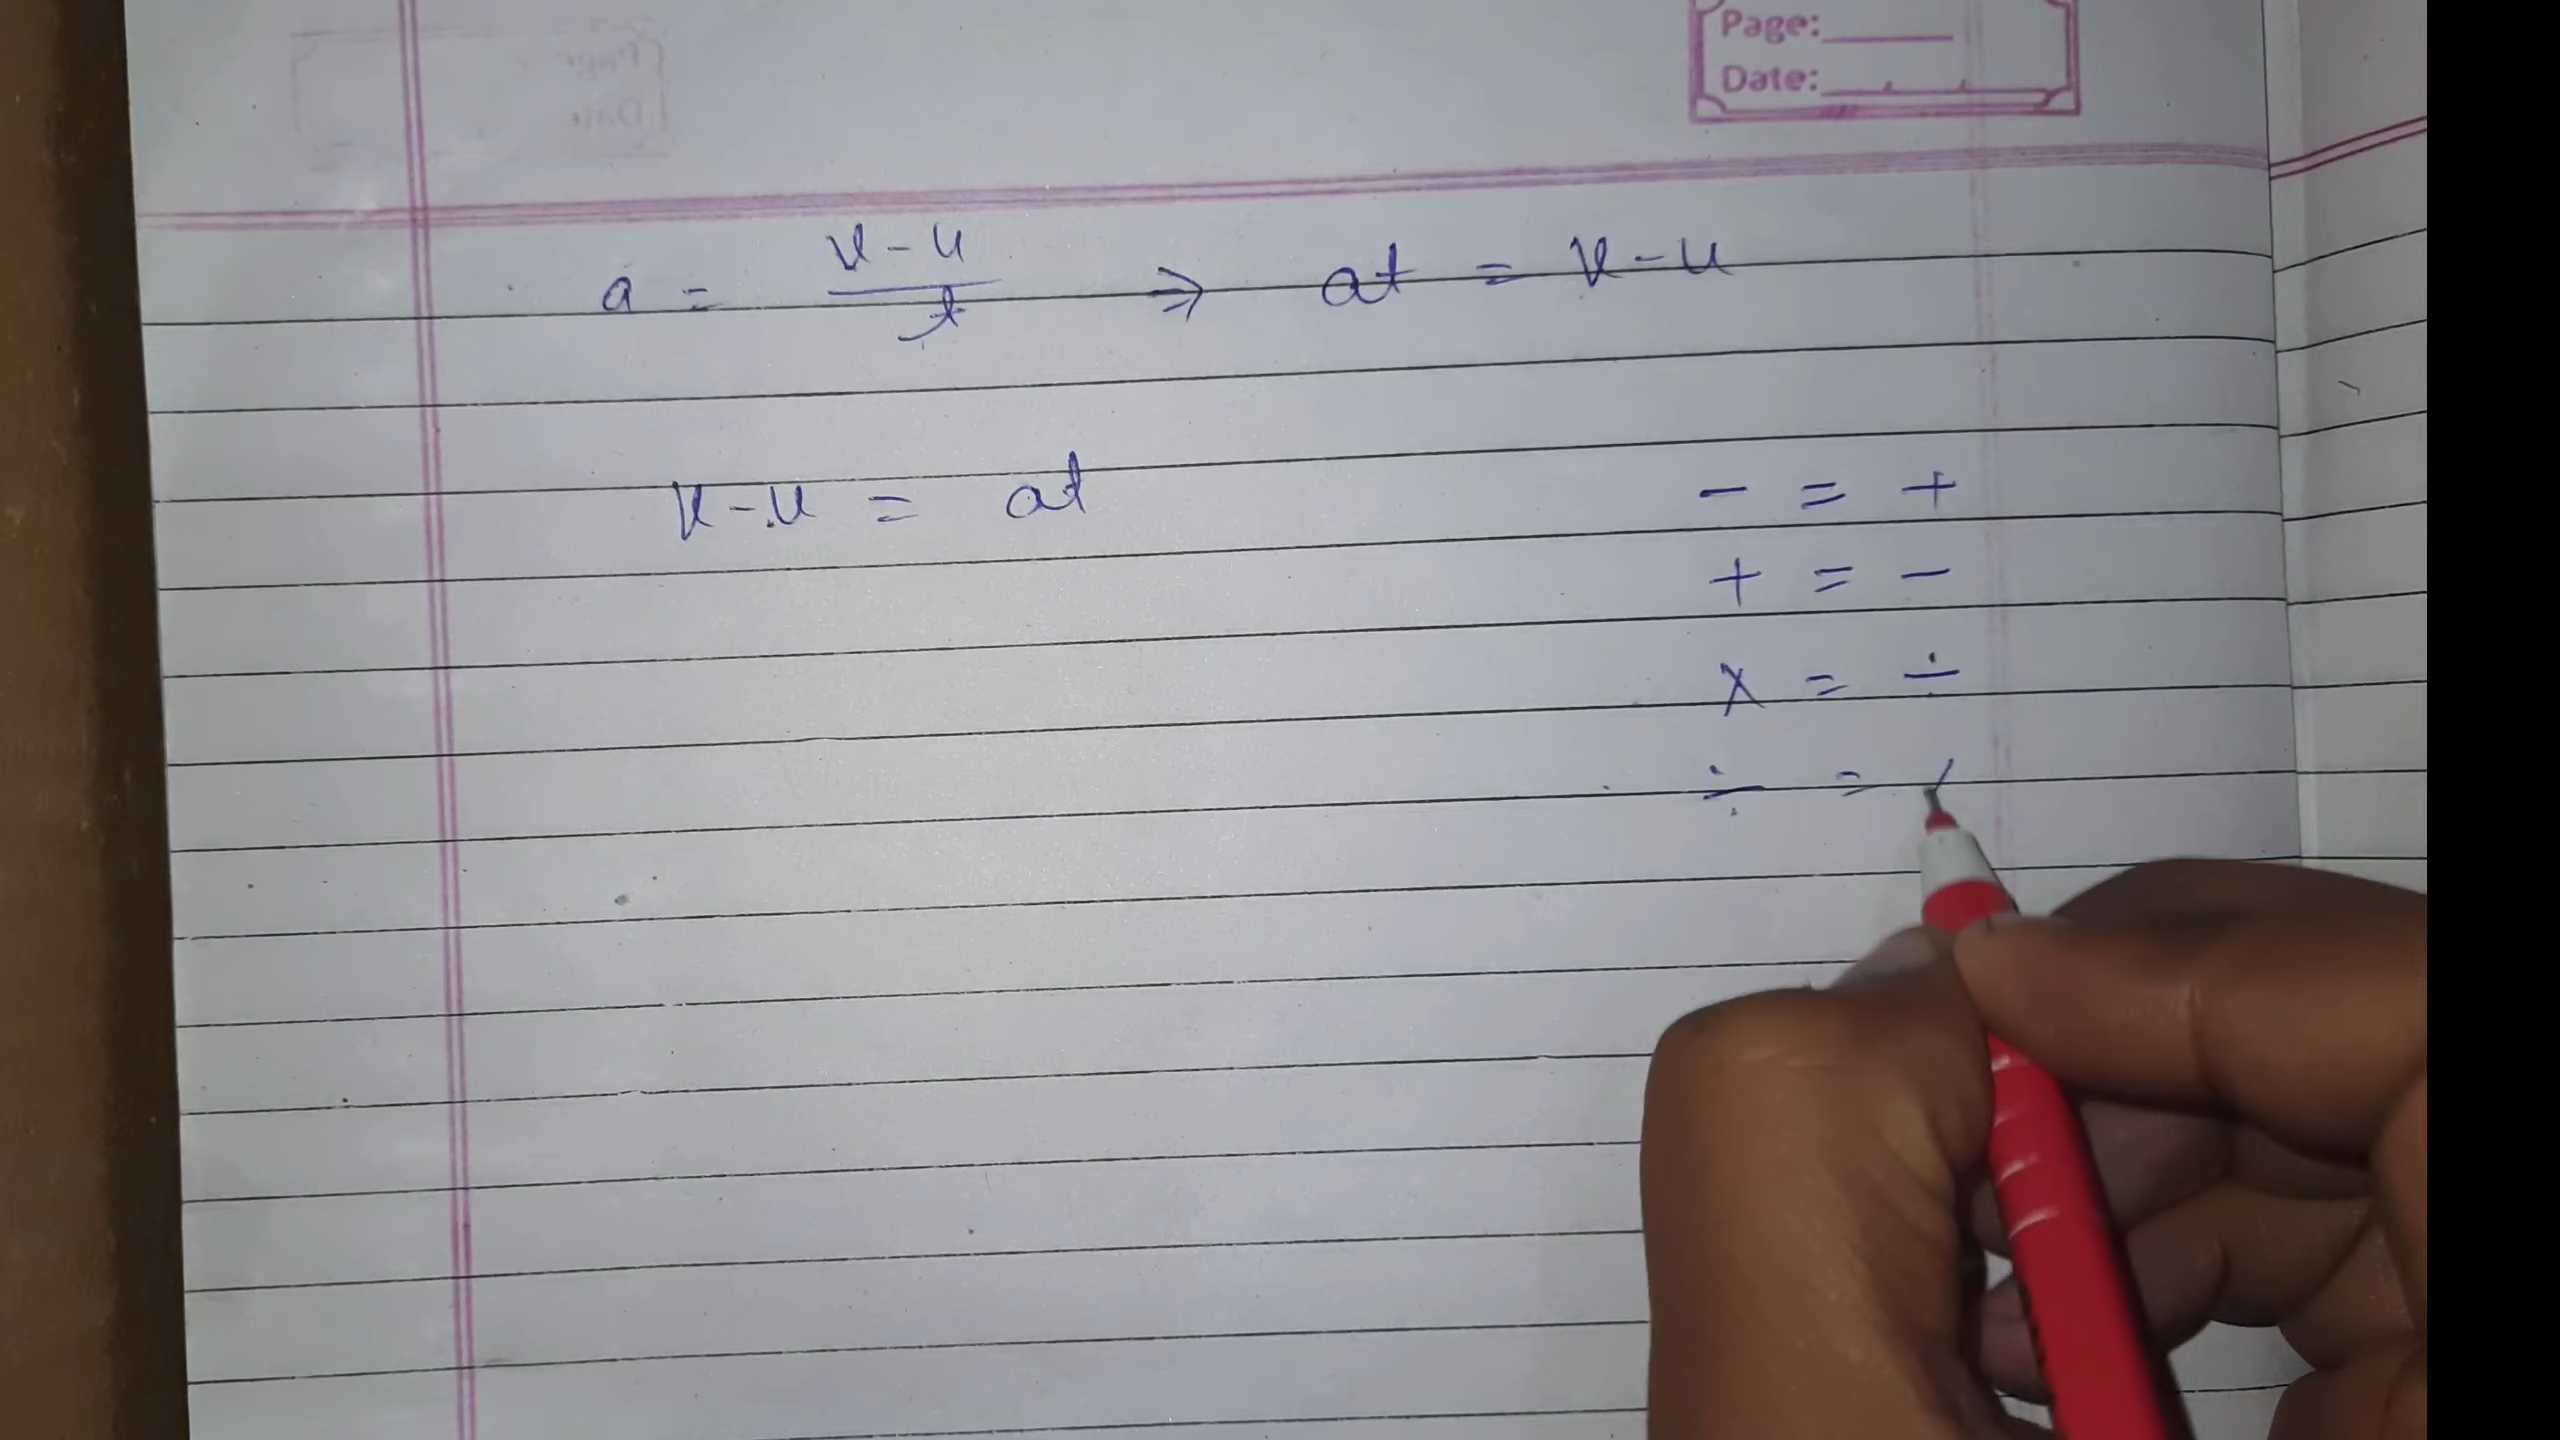 Page:
Date:
a = v-u/t ⇒ at = v-u
v-u = at
- = +
+ = -
x = ÷
÷ =